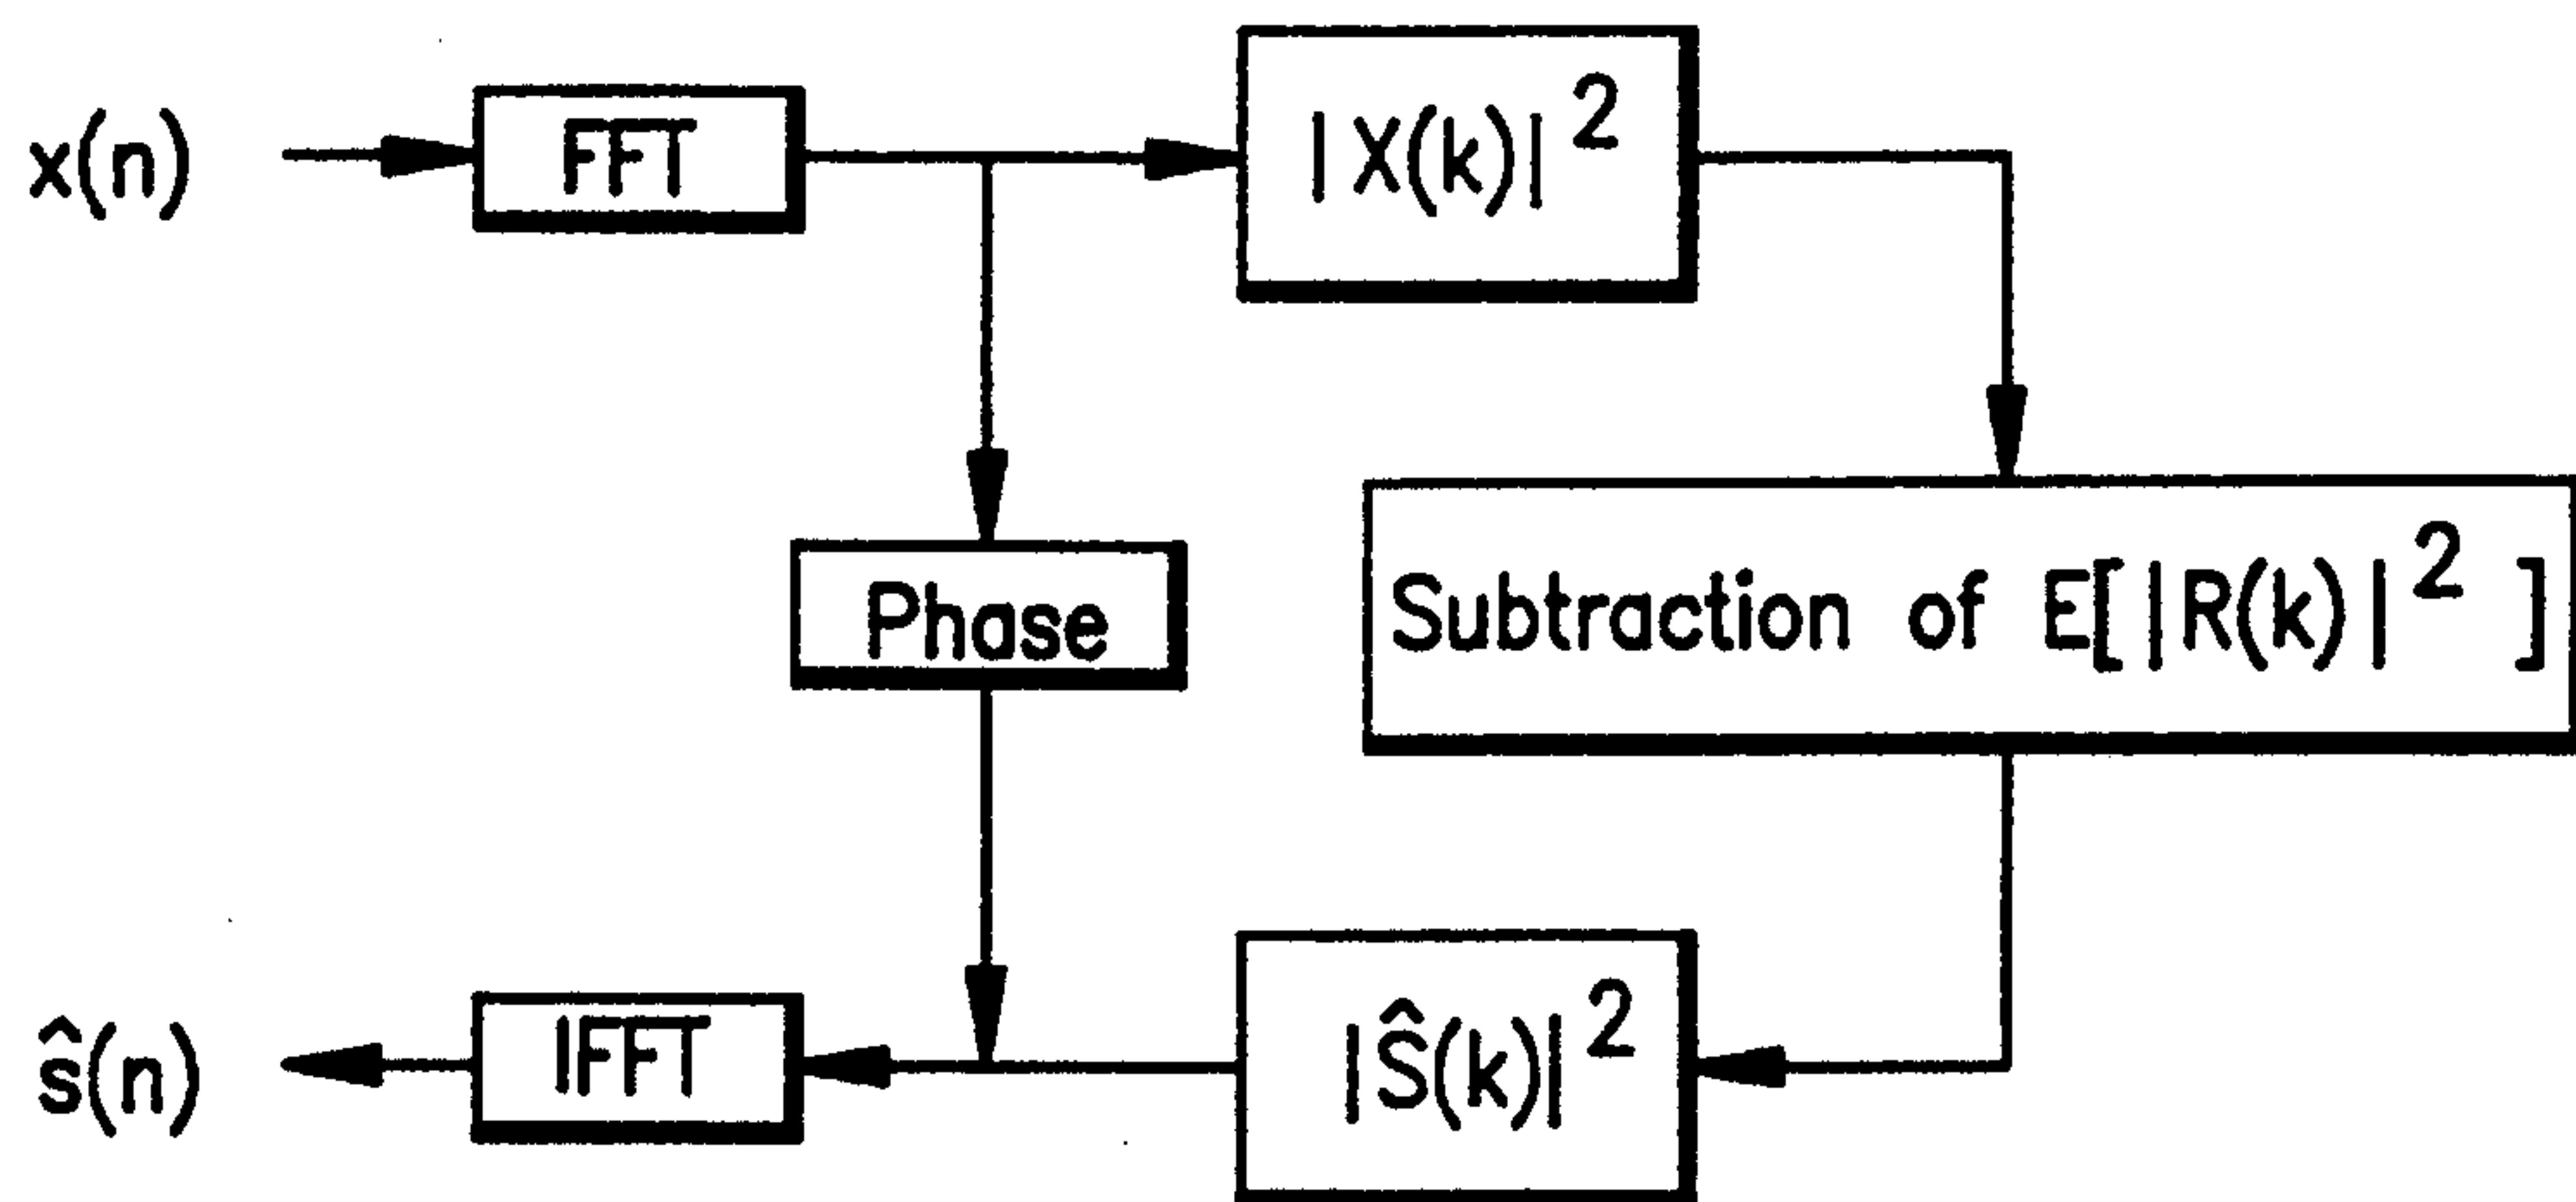 x(n)
FFT
|X(k)|²
Phase
Subtraction of E[|R(k)|² ]
ŝ(n)
IFFT
|Ŝ(k)|²